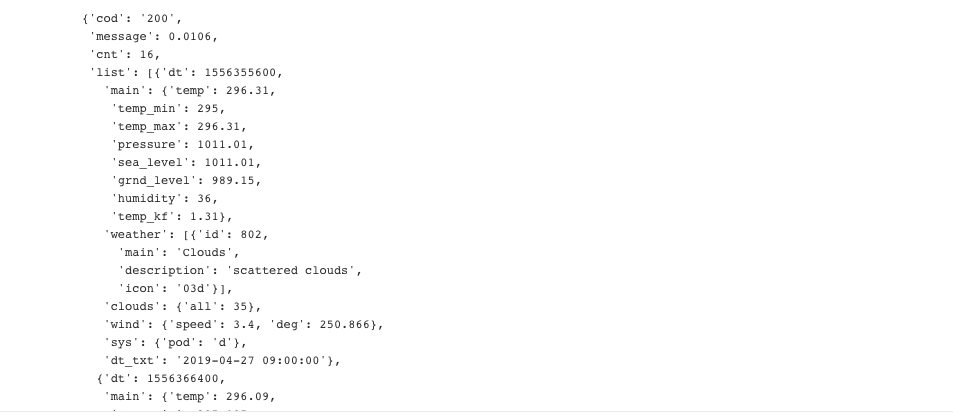 {'cod': '200',
'message': 0.0106,
'cnt': 16,
'list': [{'dt': 1556355600,
'main': {'temp': 296.31,
'temp_min': 295,
'temp_max': 296.31,
'pressure': 1011.01,
'sea_level': 1011.01,
'grnd_level': 989.15,
'humidity': 36,
'temp_kf': 1.31},
'weather': [{'id': 802,
'main': 'Clouds',
'description': 'scattered clouds',
'icon': '03d'}],
'clouds': {'all': 35},
'wind': {'speed': 3.4, 'deg': 250.866},
'sys': {'pod': 'd'},
'dt_txt': '2019-04-27 09:00:00'},
{'dt': 1556366400,
'main': {'temp': 296.09,